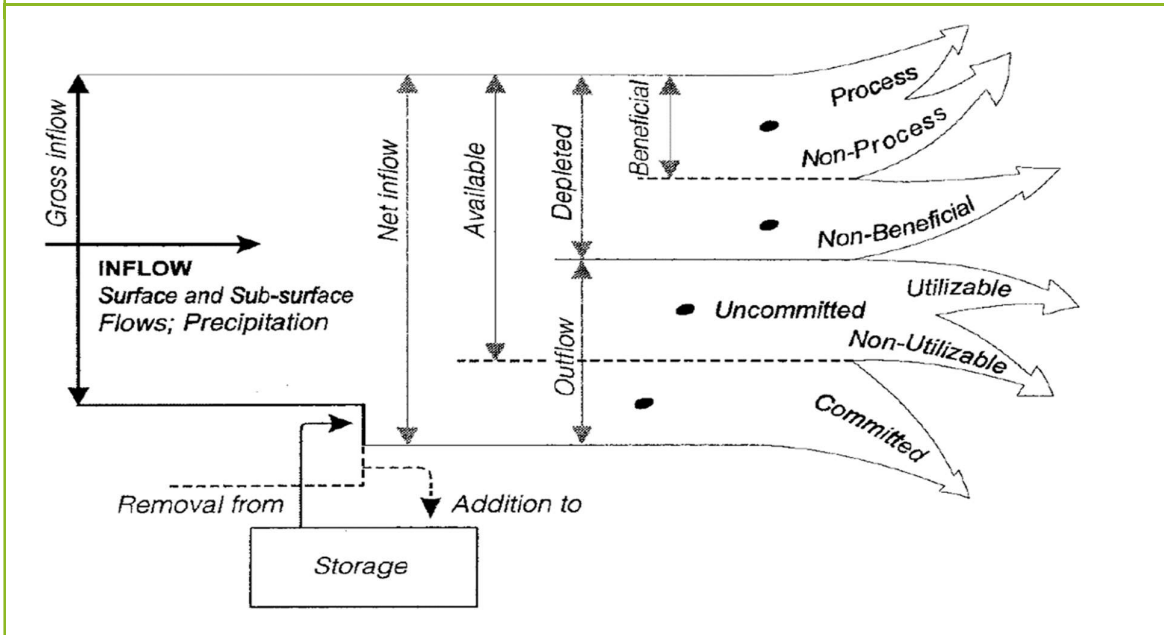 Gross inflow
INFLOW
Surface and Sub-surface
Flows; Precipitation
Net inflow
Available
Depleted
Outflow
Beneficial
Process
Non-Process
Non-Beneficial
Utilizable
Uncommitted
Non-Utilizable
Committed
Removal from
Addition to
Storage